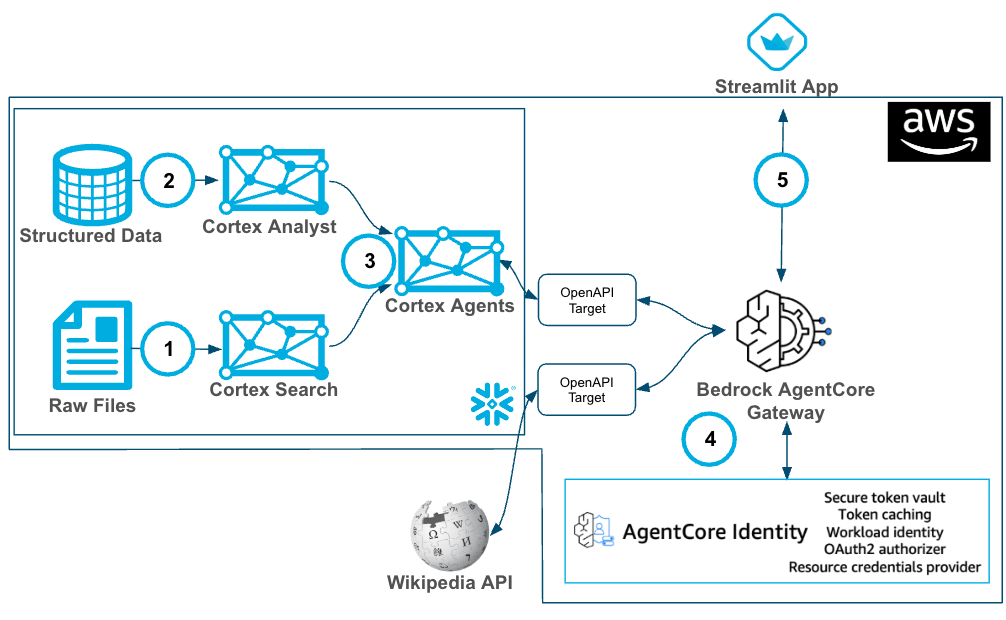 Streamlit App
aws
5
2
Structured Data
Cortex Analyst
3
Cortex Agents
1
Raw Files
Cortex Search
OpenAPI
Target
OpenAPI
Target
Bedrock AgentCore
Gateway
4
Wikipedia API
AgentCore Identity
Secure token vault
Token caching
Workload identity
OAuth2 authorizer
Resource credentials provider